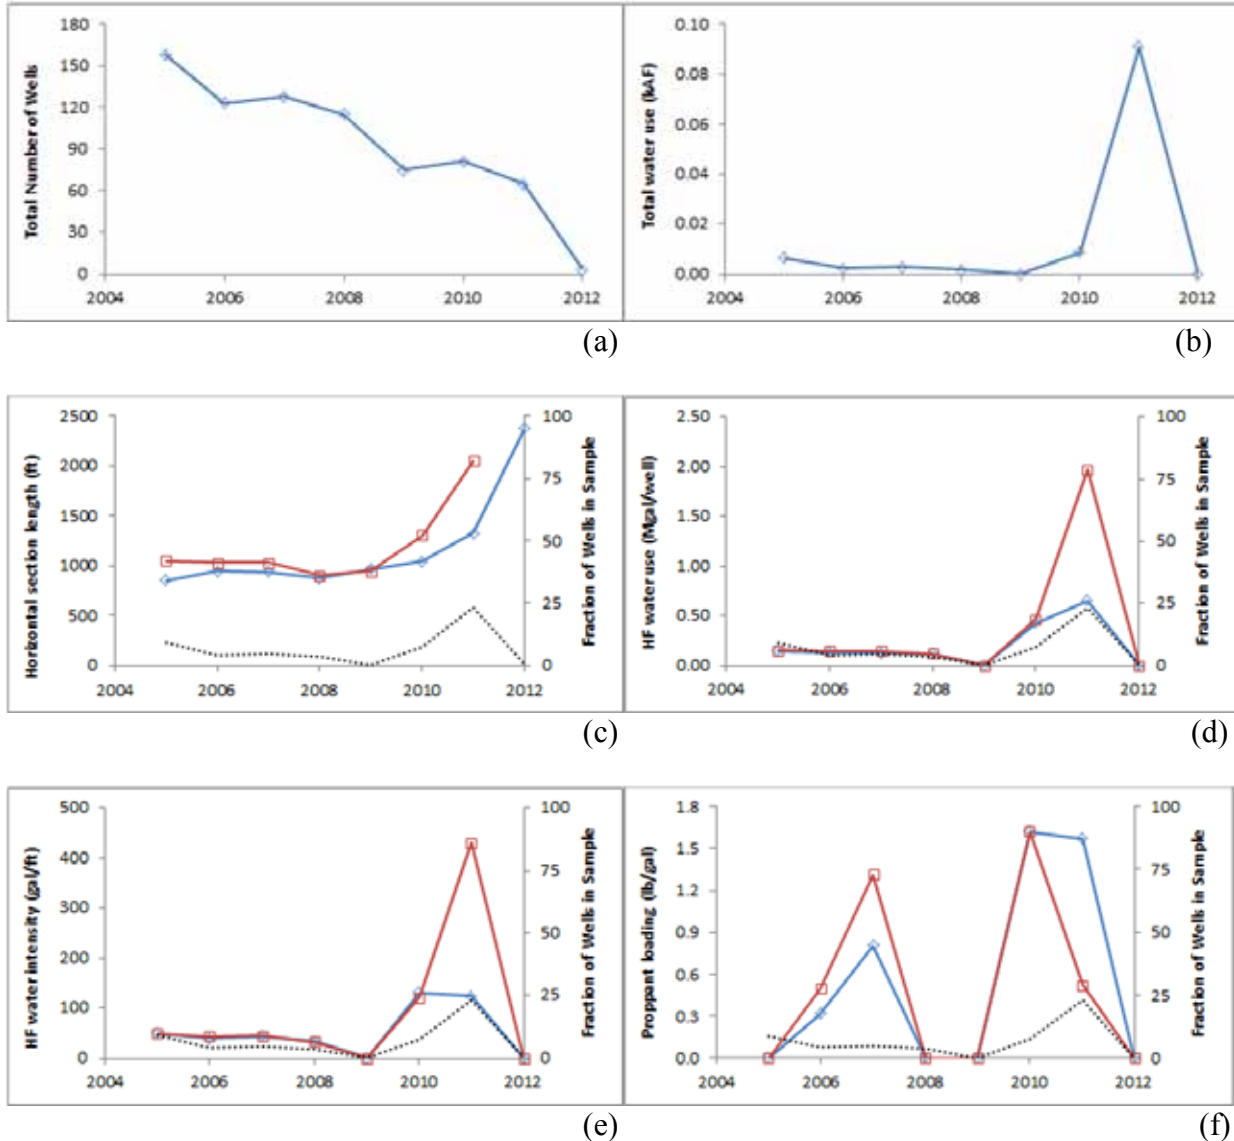 Total Number of Wells
180
150
120
90
60
30
0
2004 2006 2008 2010 2012
(a)
Total water use (kAF)
0.10
0.08
0.06
0.04
0.02
0.00
2004 2006 2008 2010 2012
(b)
Horizontal section length (ft)
2500
2000
1500
1000
500
0
2004 2006 2008 2010 2012
100
75
50
25
0
Fraction of Wells in Sample
(c)
HF water use (Mgal/well)
2.50
2.00
1.50
1.00
0.50
0.00
2004 2006 2008 2010 2012
100
75
50
25
0
Fraction of Wells in Sample
(d)
HF water intensity (gal/ft)
500
400
300
200
100
0
2004 2006 2008 2010 2012
100
75
50
25
0
Fraction of Wells in Sample
(e)
Proppant loading (lb/gal)
1.8
1.5
1.2
0.9
0.6
0.3
0.0
2004 2006 2008 2010 2012
100
75
50
25
0
Fraction of Wells in Sample
(f)